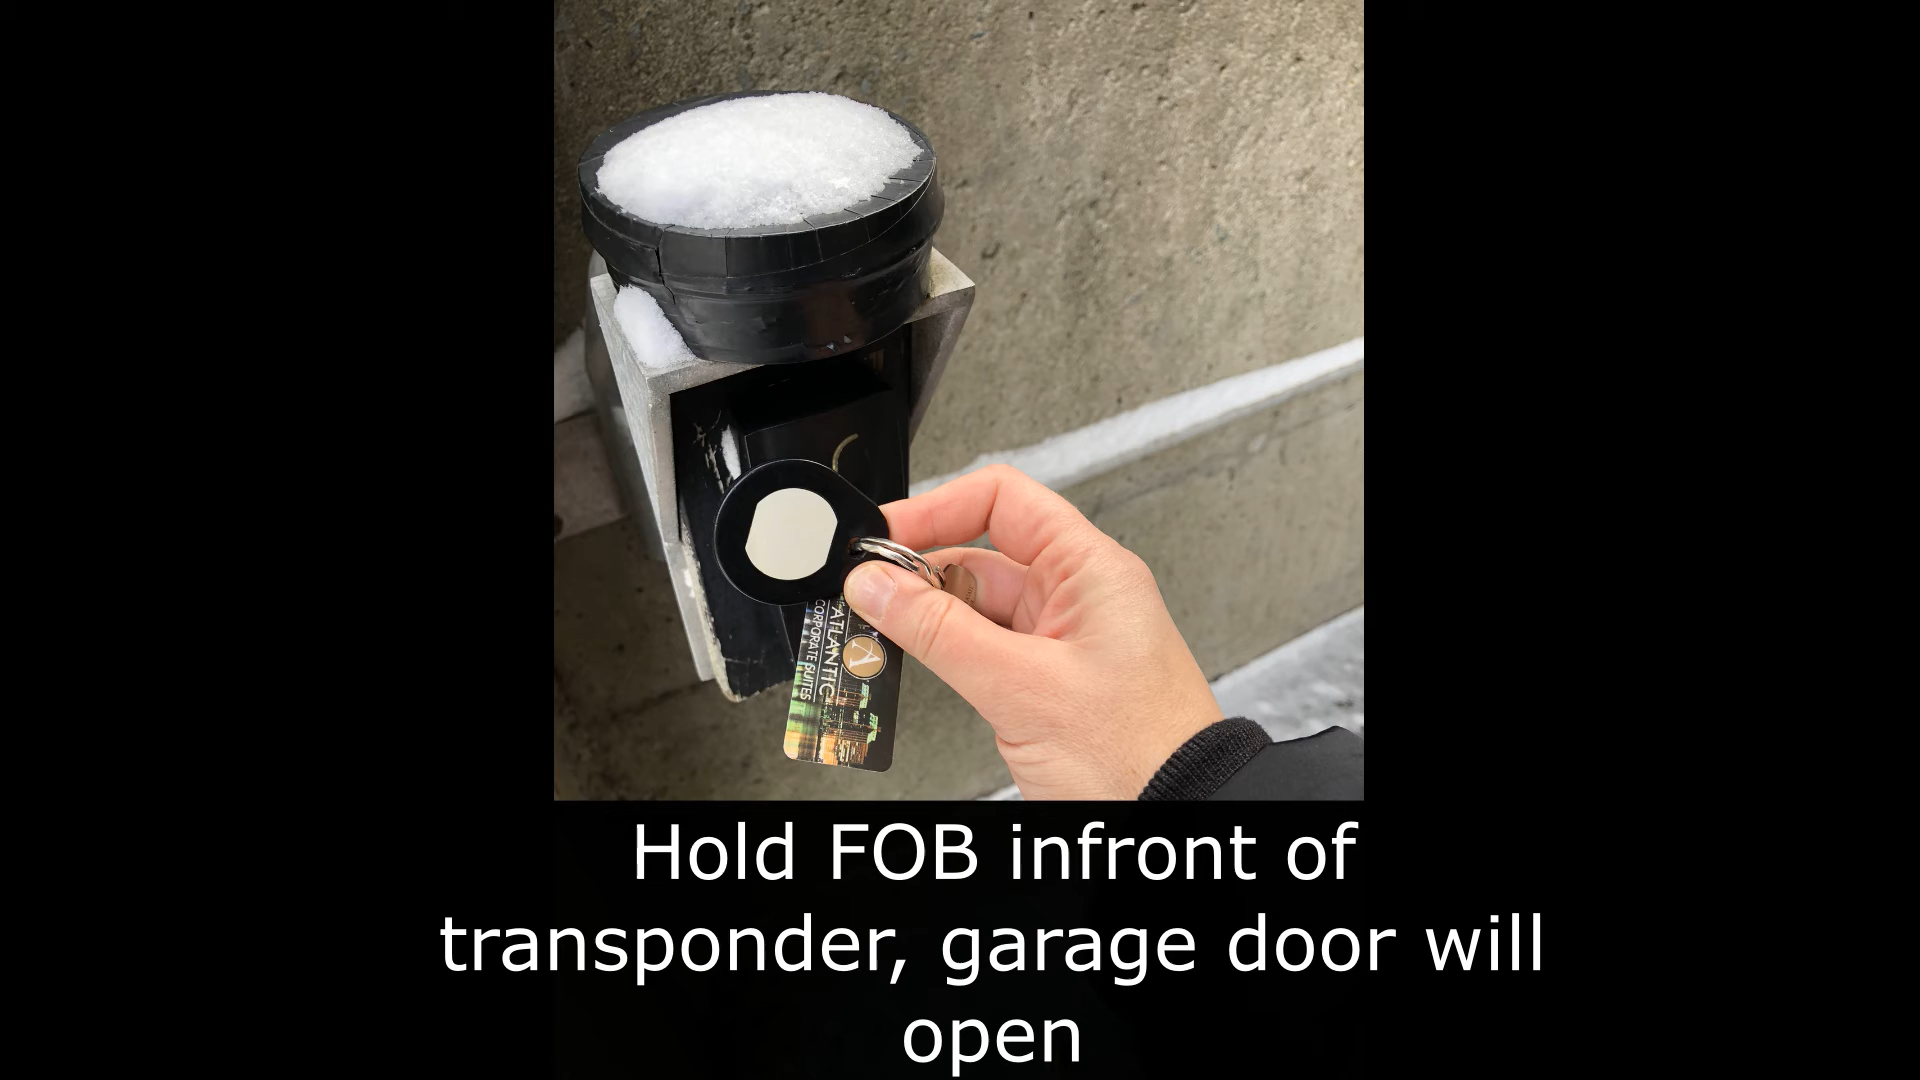 A
ATLANTIC
CORPORATE SUITES
Hold FOB infront of
transponder, garage door will
open